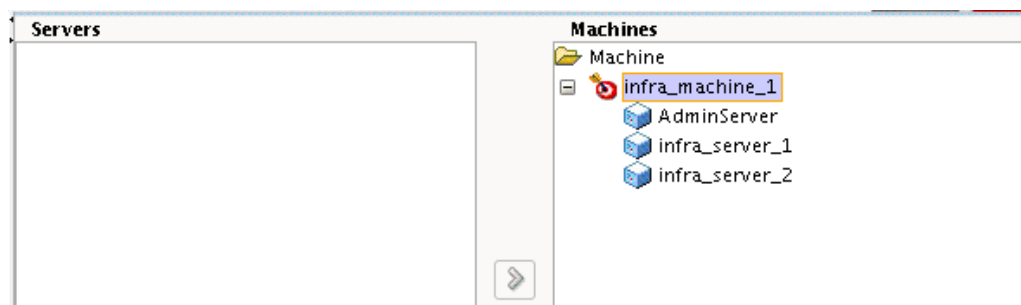 Servers
Machines
Machine
infra_machine_1
AdminServer
infra_server_1
infra_server_2